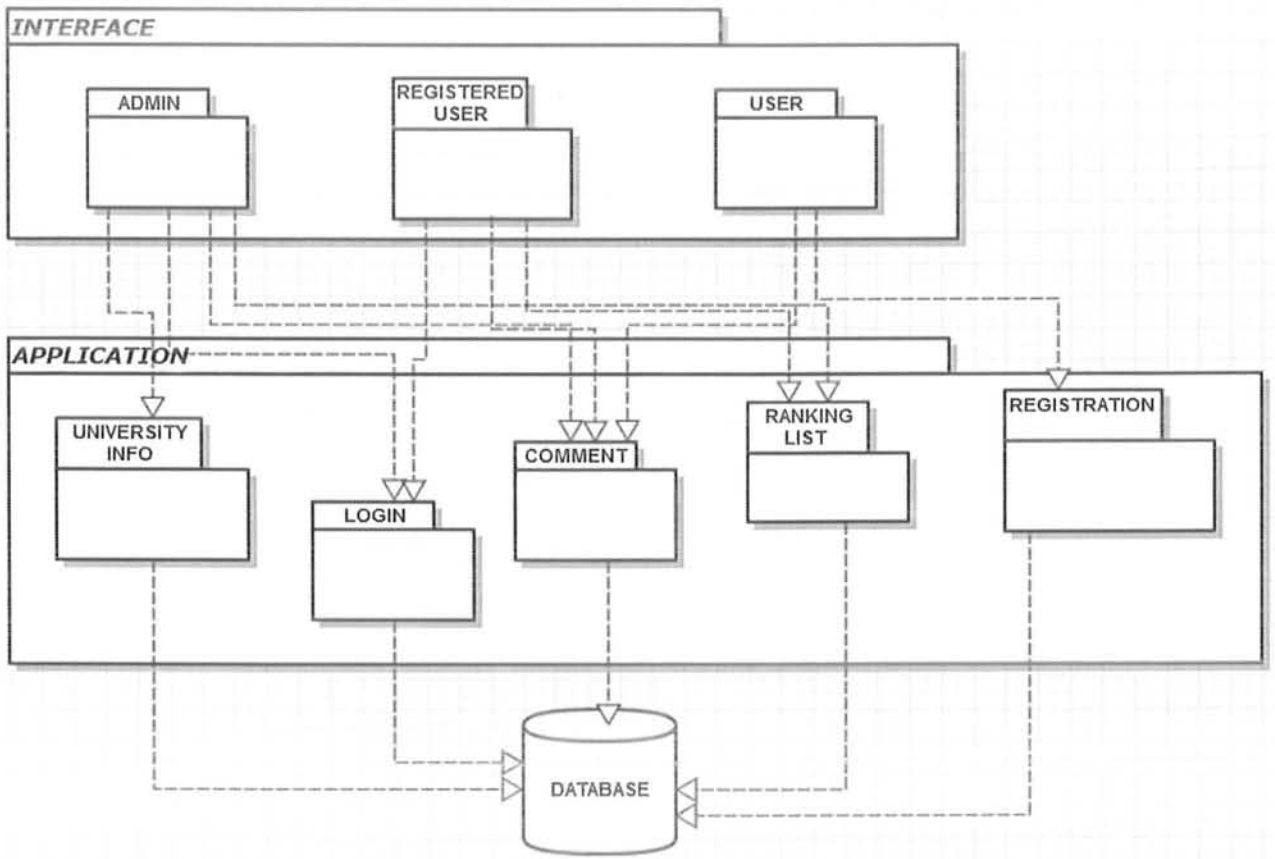 INTERFACE
ADMIN
REGISTERED
USER
USER
APPLICATION
UNIVERSITY
INFO
LOGIN
COMMENT
RANKING
LIST
REGISTRATION
DATABASE